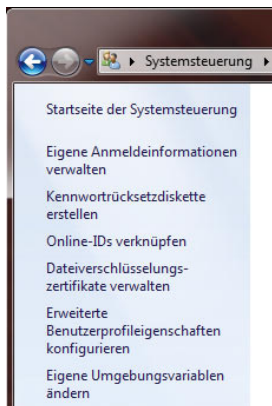 Systemsteuerung
Startseite der Systemsteuerung
Eigene Anmeldeinformationen
verwalten
Kennwortrücksetzdiskette
erstellen
Online-IDs verknüpfen
Dateiverschlüsselungs-
zertifikate verwalten
Erweiterte
Benutzerprofileigenschaften
konfigurieren
Eigene Umgebungsvariablen
ändern